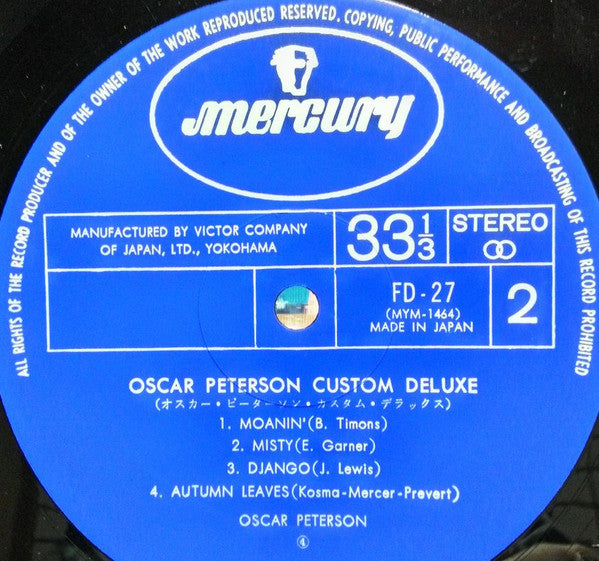 ALL RIGHTS OF THE RECORD PRODUCER AND OF THE OWNER OF THE WORK REPRODUCED RESERVED. COPYING, PUBLIC PERFORMANCE AND BROADCASTING OF THIS RECORD PROHIBITED
mercury
MANUFACTURED BY VICTOR COMPANY
OF JAPAN, LTD., YOKOHAMA
33 1/3
STEREO
FD-27
(MYM-1464)
MADE IN JAPAN
2
OSCAR PETERSON CUSTOM DELUXE
(オスカー・ピーターソン・カスタム・デラックス)
1. MOANIN'(B. Timons)
2. MISTY(E. Garner)
3. DJANGO(J. Lewis)
4. AUTUMN LEAVES(Kosma-Mercer-Prevert)
OSCAR PETERSON
④